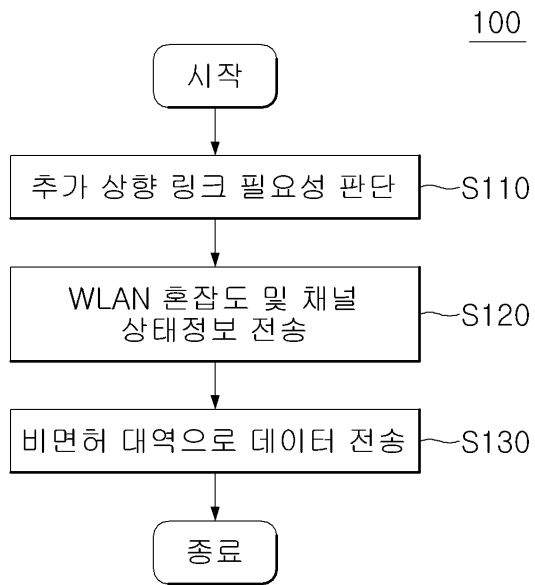 100
시작
추가 상향 링크 필요성 판단
S110
WLAN 혼잡도 및 채널
상태정보 전송
S120
비면허 대역으로 데이터 전송
S130
종료